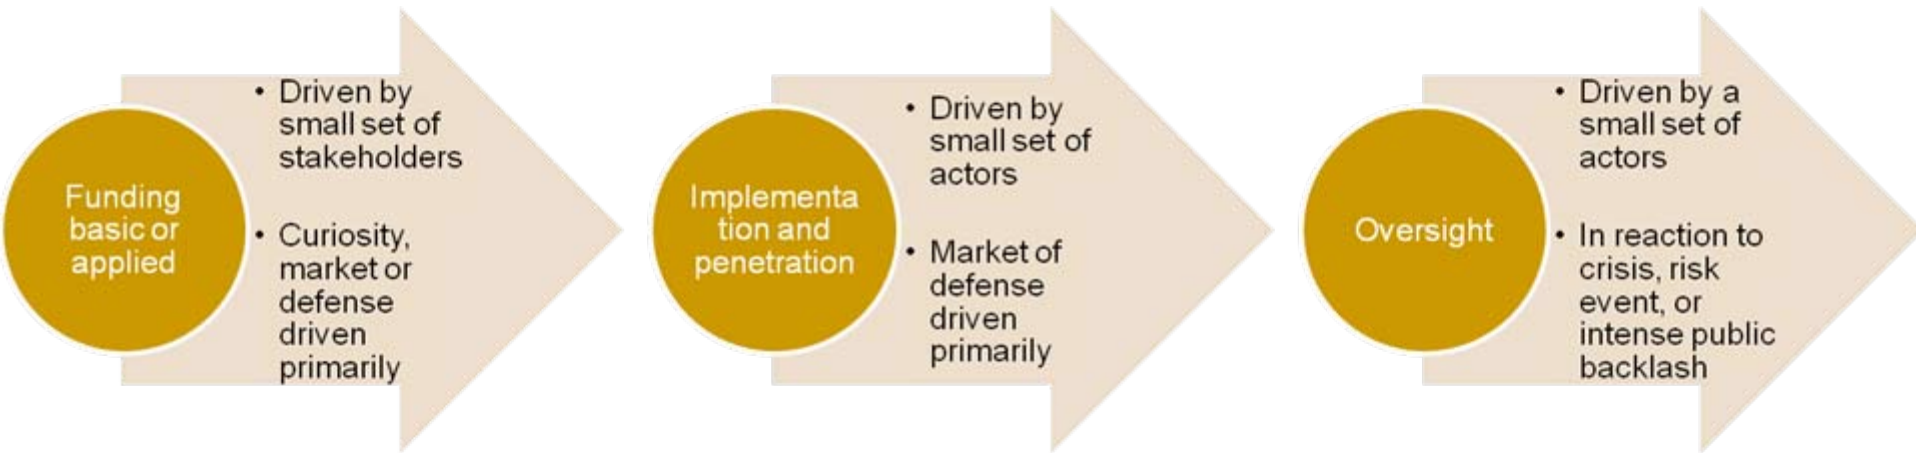 Funding
basic or
applied
• Driven by
small set of
stakeholders
• Curiosity,
market or
defense
driven
primarily
Implementa
tion and
penetration
• Driven by
small set of
actors
• Market of
defense
driven
primarily
Oversight
• Driven by a
small set of
actors
• In reaction to
crisis, risk
event, or
intense public
backlash